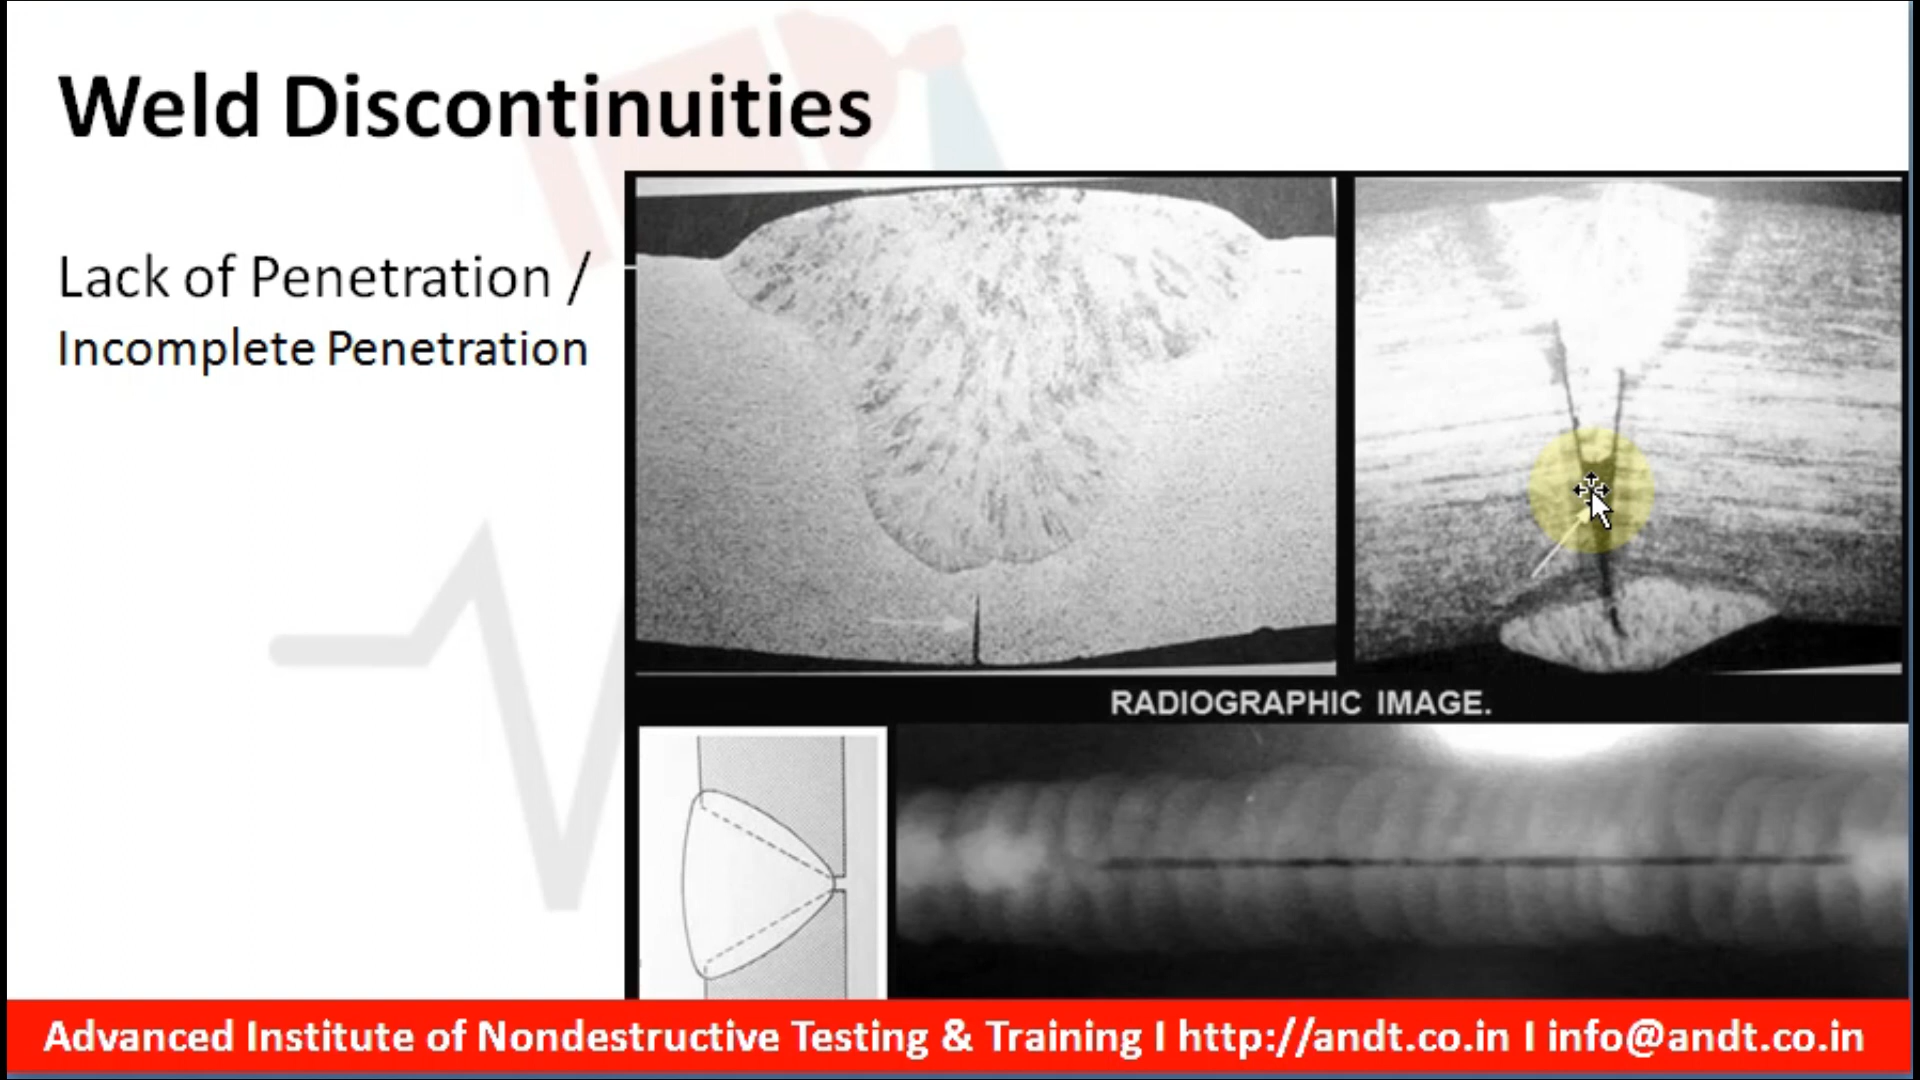 Weld Discontinuities
Lack of Penetration /
Incomplete Penetration
RADIOGRAPHIC IMAGE.
Advanced Institute of Nondestructive Testing & Training I http://andt.co.in I info@andt.co.in